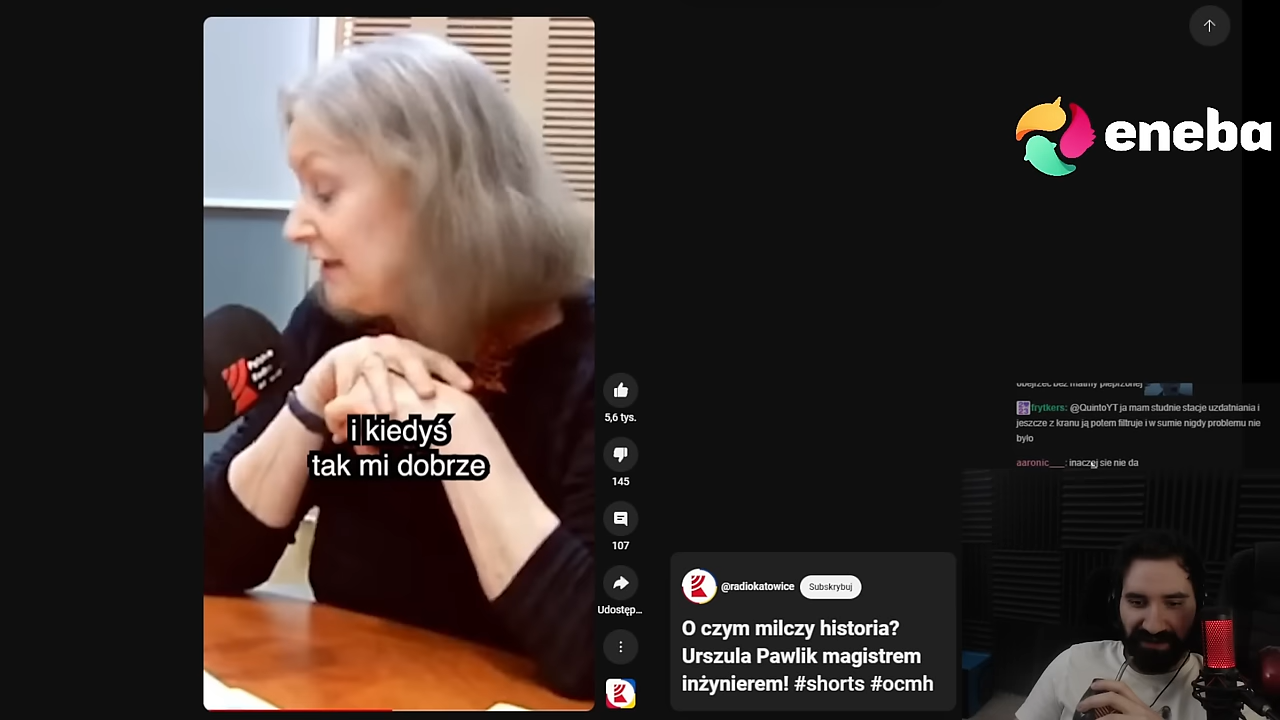 eneba
i kiedyś
tak mi dobrze
5,6 tys.
145
107
Udostęp...
@radiokatowice
Subskrybuj
O czym milczy historia?
Urszula Pawlik magistrem
inżynierem! #shorts #ocmh
frytkers: @QuintoYT ja mam studnie stacje uzdatniania i
jeszcze z kranu ją potem filtruje i w sumie nigdy problemu nie
było
aaronic___: inaczej sie nie da